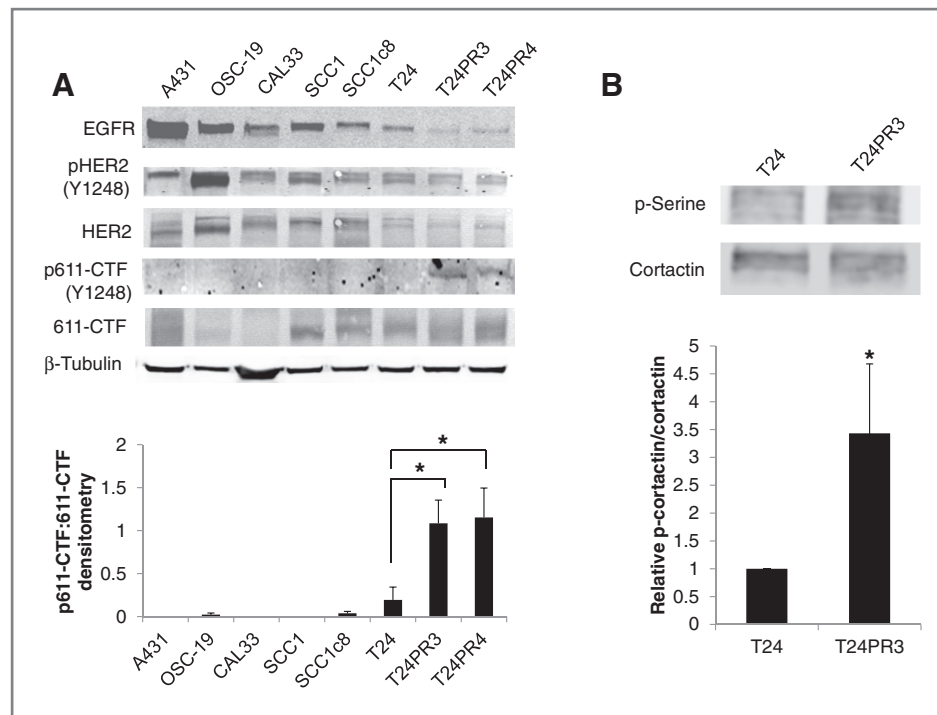 A
A431
OSC-19
CAL33
SCC1
SCC1c8
T24
T24PR3
T24PR4
EGFR
pHER2
(Y1248)
HER2
p611-CTF
(Y1248)
611-CTF
β-Tubulin
p611-CTF:611-CTF
densitometry
2
1.5
1
0.5
0
*
*
A431
OSC-19
CAL33
SCC1
SCC1c8
T24
T24PR3
T24PR4
B
T24
T24PR3
p-Serine
Cortactin
Relative p-cortactin/cortactin
5
4.5
4
3.5
3
2.5
2
1.5
1
0.5
0
*
T24
T24PR3